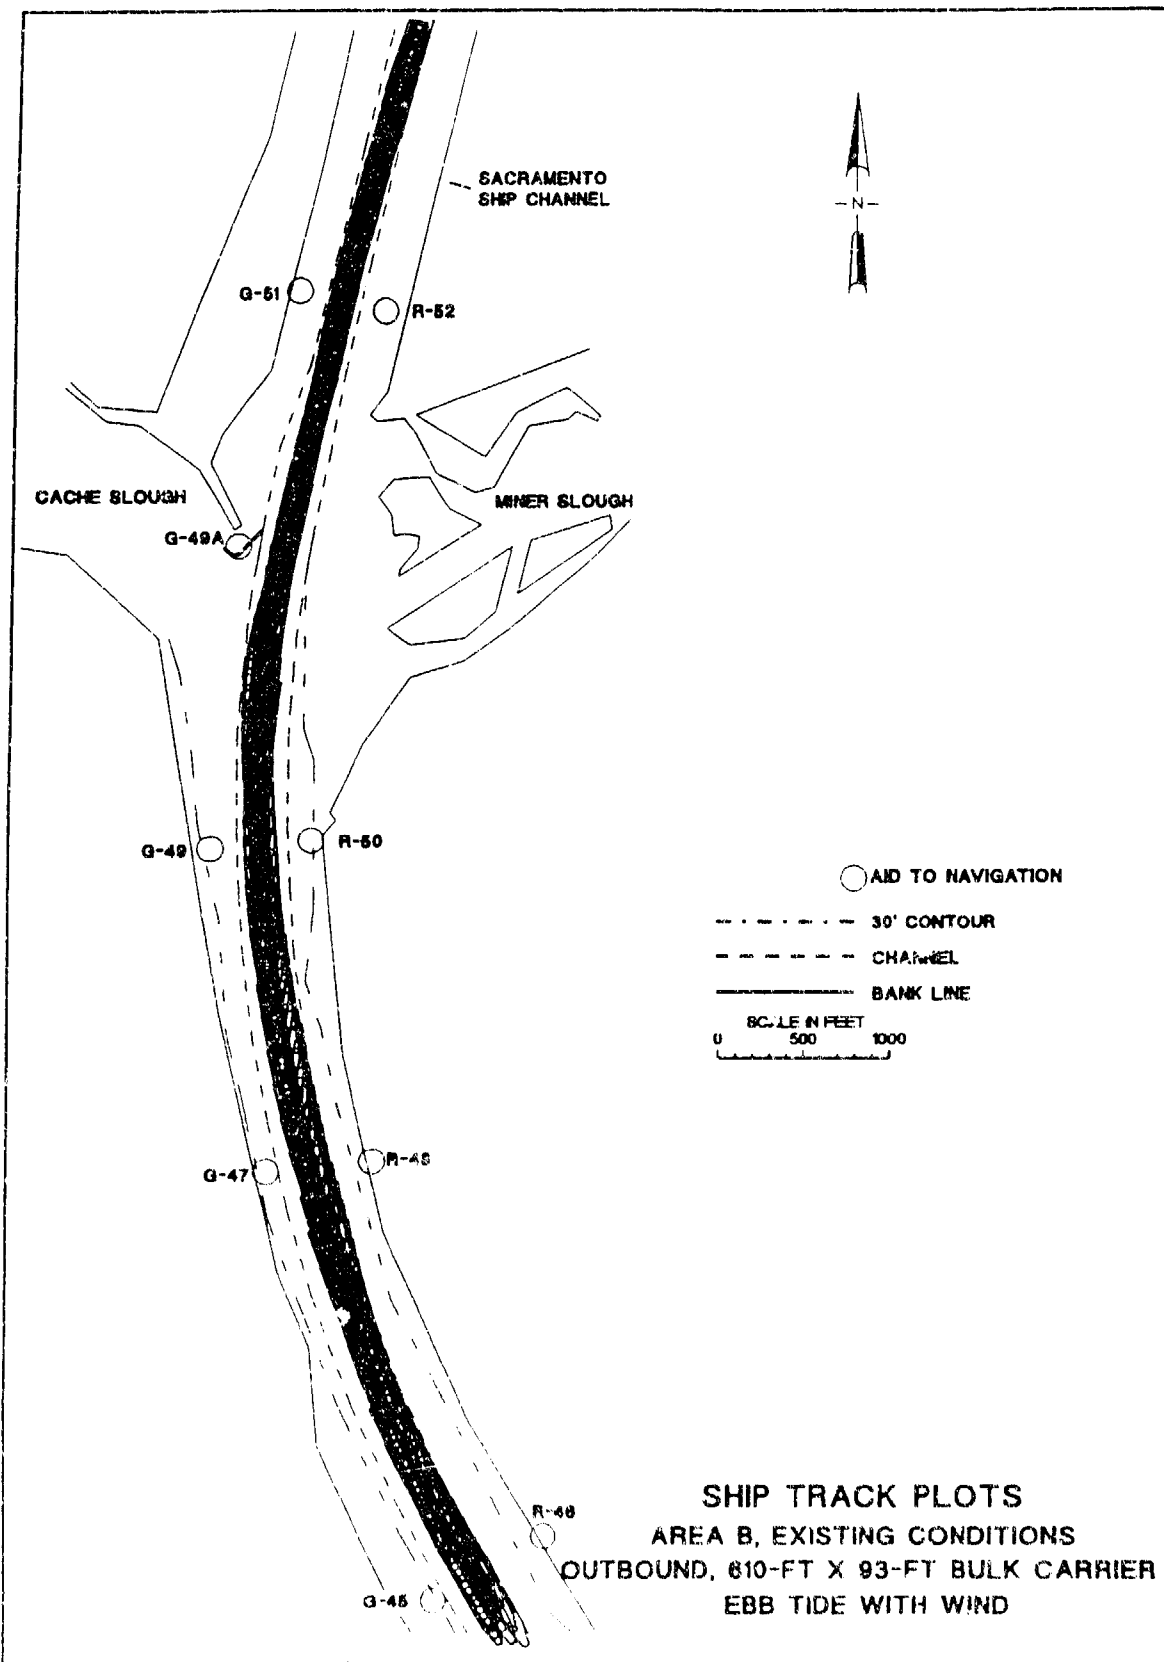 SACRAMENTO
SHIP CHANNEL
N
G-51
R-52
CACHE SLOUGH
MINER SLOUGH
G-49A
G-49
R-50
AID TO NAVIGATION
30' CONTOUR
CHANNEL
BANK LINE
SCALE IN FEET
0 500 1000
G-47
R-46
G-45
SHIP TRACK PLOTS
AREA B, EXISTING CONDITIONS
OUTBOUND, 610-FT X 93-FT BULK CARRIER
EBB TIDE WITH WIND